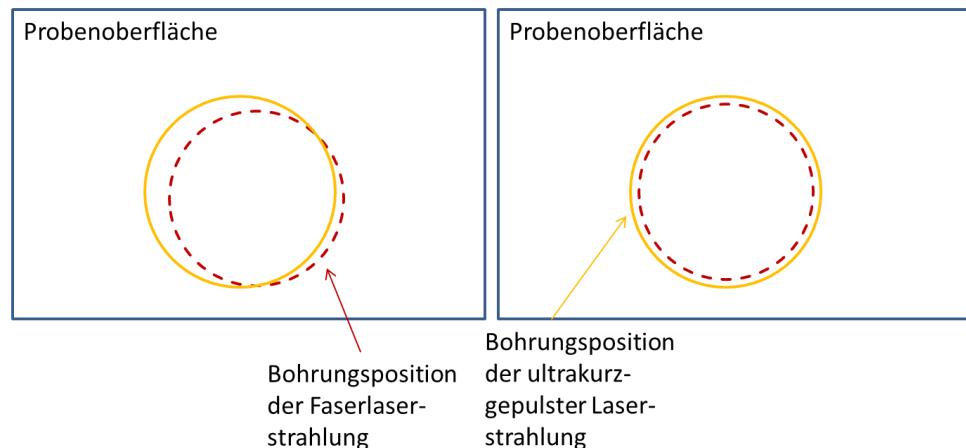 Probenoberfläche
Probenoberfläche
Bohrungsposition
der Faserlaser-
strahlung
Bohrungsposition
der ultrakurz-
gepulster Laser-
strahlung